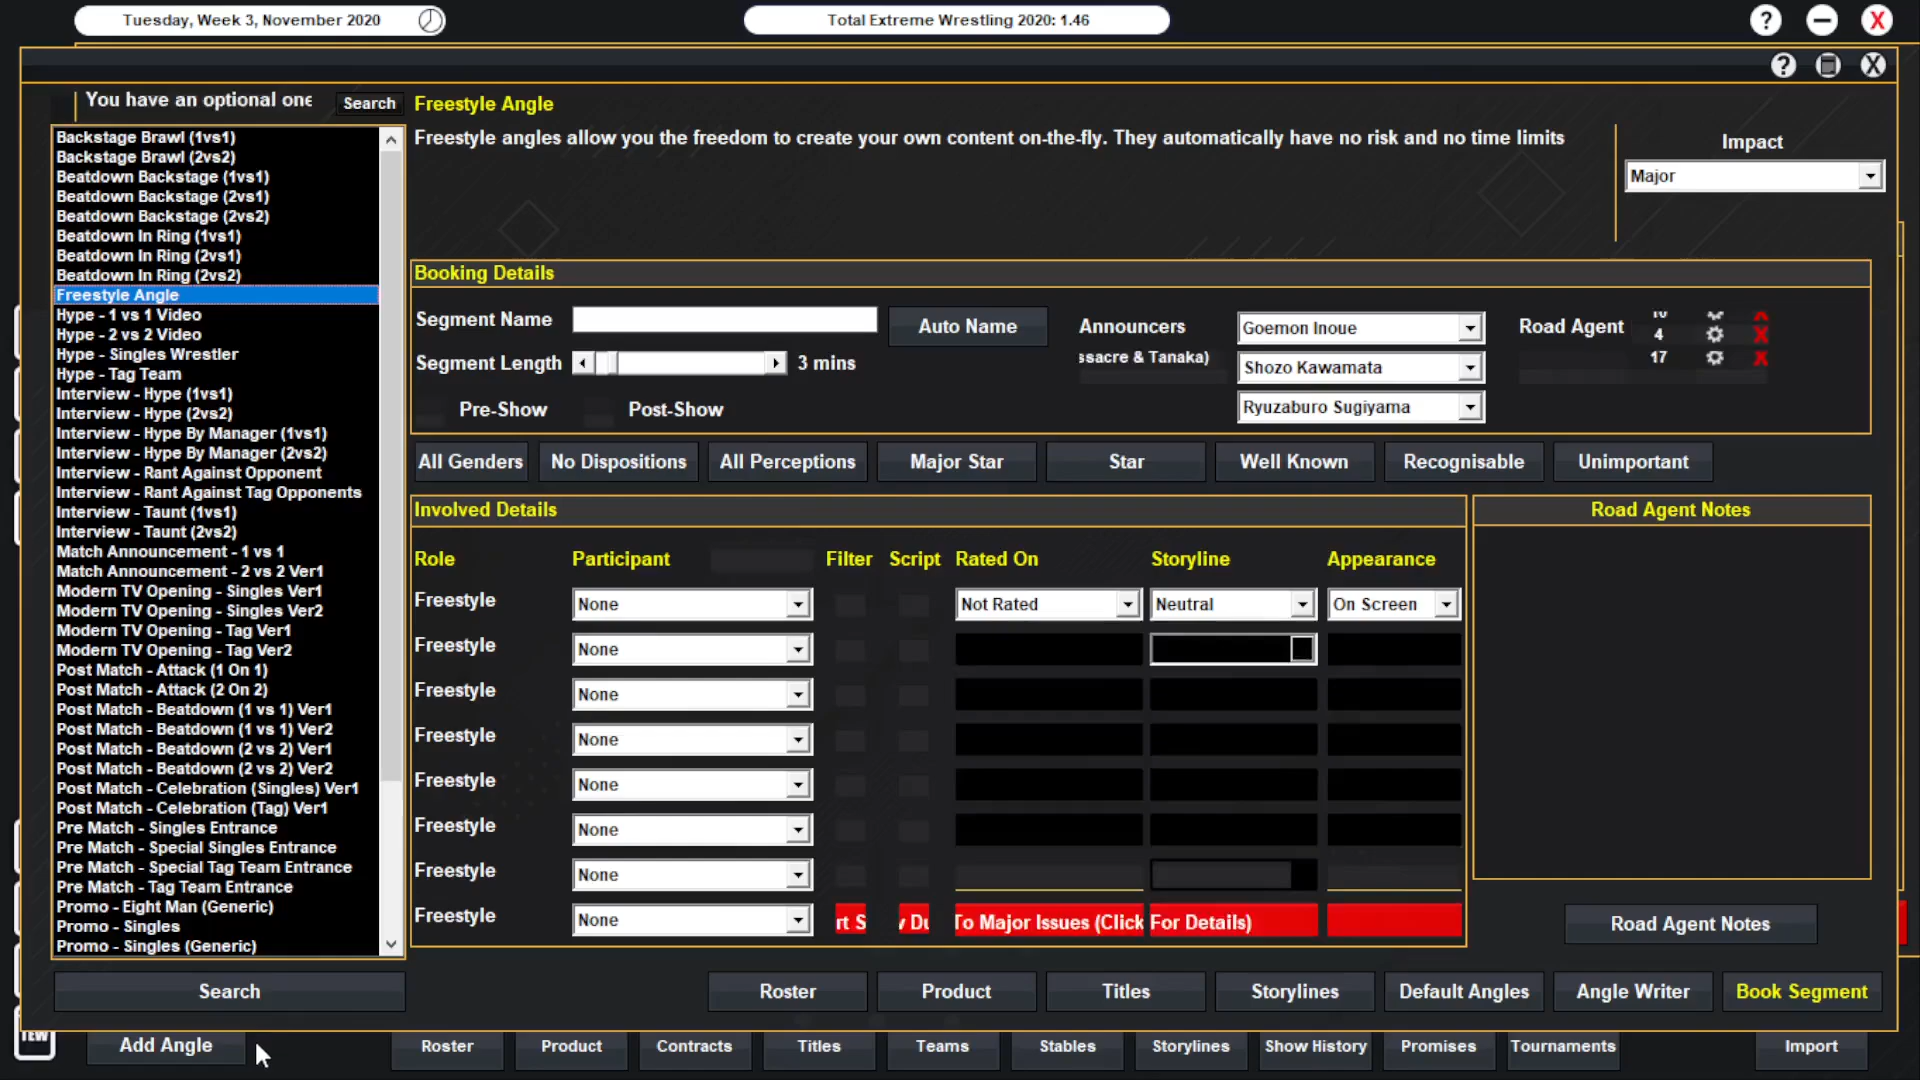 Tuesday, Week 3, November 2020
Total Extreme Wrestling 2020: 1.46
?
X
?
X
You have an optional one
Search
Freestyle Angle
Freestyle angles allow you the freedom to create your own content on-the-fly. They automatically have no risk and no time limits
Impact
Major
Backstage Brawl (1vs1)
Backstage Brawl (2vs2)
Beatdown Backstage (1vs1)
Beatdown Backstage (2vs1)
Beatdown Backstage (2vs2)
Beatdown In Ring (1vs1)
Beatdown In Ring (2vs1)
Beatdown In Ring (2vs2)
Freestyle Angle
Hype - 1 vs 1 Video
Hype - 2 vs 2 Video
Hype - Singles Wrestler
Hype - Tag Team
Interview - Hype (1vs1)
Interview - Hype (2vs2)
Interview - Hype By Manager (1vs1)
Interview - Hype By Manager (2vs2)
Interview - Rant Against Opponent
Interview - Rant Against Tag Opponents
Interview - Taunt (1vs1)
Interview - Taunt (2vs2)
Match Announcement - 1 vs 1
Match Announcement - 2 vs 2 Ver1
Modern TV Opening - Singles Ver1
Modern TV Opening - Singles Ver2
Modern TV Opening - Tag Ver1
Modern TV Opening - Tag Ver2
Post Match - Attack (1 On 1)
Post Match - Attack (2 On 2)
Post Match - Beatdown (1 vs 1) Ver1
Post Match - Beatdown (1 vs 1) Ver2
Post Match - Beatdown (2 vs 2) Ver1
Post Match - Beatdown (2 vs 2) Ver2
Post Match - Celebration (Singles) Ver1
Post Match - Celebration (Tag) Ver1
Pre Match - Singles Entrance
Pre Match - Special Singles Entrance
Pre Match - Special Tag Team Entrance
Pre Match - Tag Team Entrance
Promo - Eight Man (Generic)
Promo - Singles
Promo - Singles (Generic)
Search
Booking Details
Segment Name
Auto Name
Announcers
Goemon Inoue
Road Agent
4
17
Segment Length
3 mins
ssacre & Tanaka)
Shozo Kawamata
Pre-Show
Post-Show
Ryuzaburo Sugiyama
All Genders
No Dispositions
All Perceptions
Major Star
Star
Well Known
Recognisable
Unimportant
Involved Details
Road Agent Notes
Role
Participant
Filter
Script
Rated On
Storyline
Appearance
Freestyle
None
Not Rated
Neutral
On Screen
Freestyle
None
Freestyle
None
Freestyle
None
Freestyle
None
Freestyle
None
Freestyle
None
Freestyle
None
rt S
v Du
To Major Issues (Click
For Details)
Road Agent Notes
Roster
Product
Titles
Storylines
Default Angles
Angle Writer
Book Segment
TEW
Add Angle
Roster
Product
Contracts
Titles
Teams
Stables
Storylines
Show History
Promises
Tournaments
Import